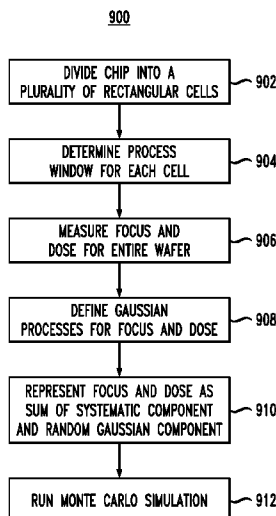 900
DIVIDE CHIP INTO A
PLURALITY OF RECTANGULAR CELLS
902
DETERMINE PROCESS
WINDOW FOR EACH CELL
904
MEASURE FOCUS AND
DOSE FOR ENTIRE WAFER
906
DEFINE GAUSSIAN
PROCESSES FOR FOCUS AND DOSE
908
REPRESENT FOCUS AND DOSE AS
SUM OF SYSTEMATIC COMPONENT
AND RANDOM GAUSSIAN COMPONENT
910
RUN MONTE CARLO SIMULATION
912